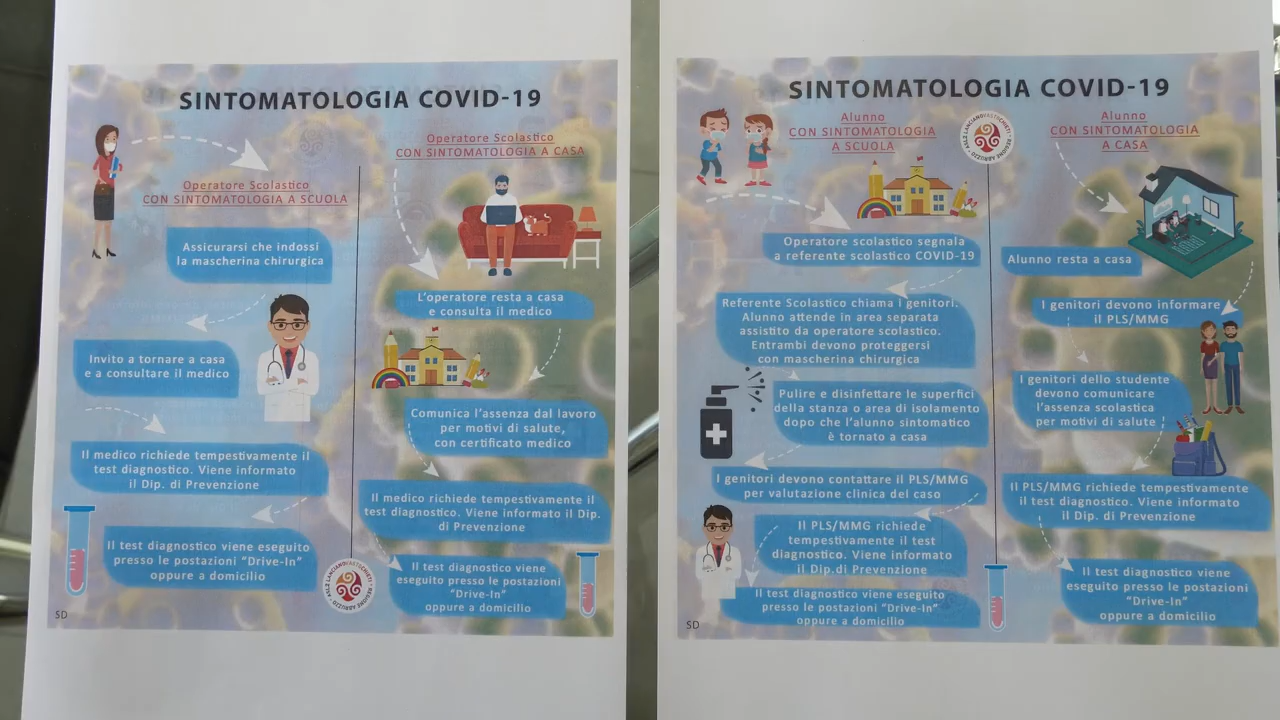 SINTOMATOLOGIA COVID-19
Operatore Scolastico
CON SINTOMATOLOGIA A SCUOLA
Assicurarsi che indossi
la mascherina chirurgica
Invito a tornare a casa
e a consultare il medico
Il medico richiede tempestivamente il
test diagnostico. Viene informato
il Dip. di Prevenzione
Il test diagnostico viene eseguito
presso le postazioni "Drive-In"
oppure a domicilio
SD
Operatore Scolastico
CON SINTOMATOLOGIA A CASA
L'operatore resta a casa
e consulta il medico
Comunica l'assenza dal lavoro
per motivi di salute,
con certificato medico
Il medico richiede tempestivamente il
test diagnostico. Viene informato il Dip.
di Prevenzione
Il test diagnostico viene
eseguito presso le postazioni
"Drive-In"
oppure a domicilio
SINTOMATOLOGIA COVID-19
Alunno
CON SINTOMATOLOGIA
A SCUOLA
Operatore scolastico segnala
a referente scolastico COVID-19
Referente Scolastico chiama i genitori.
Alunno attende in area separata
assistito da operatore scolastico.
Entrambi devono proteggersi
con mascherina chirurgica
Pulire e disinfettare le superfici
della stanza o area di isolamento
dopo che l'alunno sintomatico
è tornato a casa
I genitori devono contattare il PLS/MMG
per valutazione clinica del caso
Il PLS/MMG richiede
tempestivamente il test
diagnostico. Viene informato
il Dip.di Prevenzione
Il test diagnostico viene eseguito
presso le postazioni "Drive-In"
oppure a domicilio
SD
Alunno
CON SINTOMATOLOGIA
A CASA
Alunno resta a casa
I genitori devono informare
il PLS/MMG
I genitori dello studente
devono comunicare
l'assenza scolastica
per motivi di salute
Il PLS/MMG richiede tempestivamente
il test diagnostico. Viene informato
il Dip. di Prevenzione
Il test diagnostico viene
eseguito presso le postazioni
"Drive-In"
oppure a domicilio